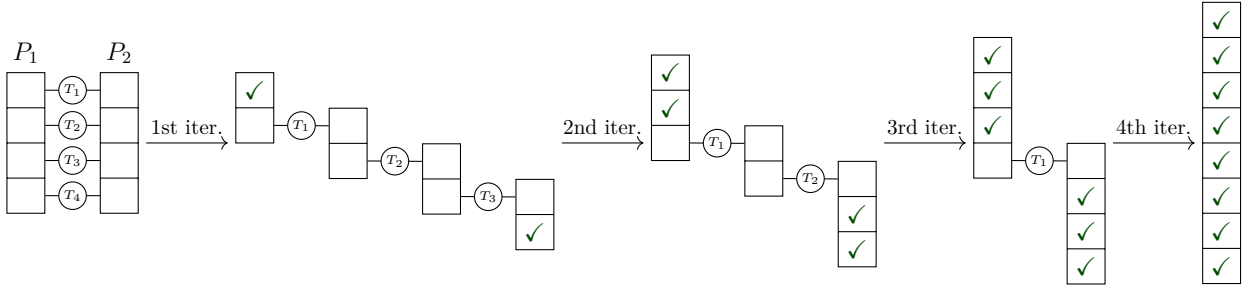 P₁ P₂
T₁
T₂
T₃
T₄
1st iter.
✓
T₁
T₂
T₃
✓
2nd iter.
✓
✓
T₁
T₂
✓
✓
3rd iter.
✓
✓
✓
T₁
✓
✓
✓
4th iter.
✓
✓
✓
✓
✓
✓
✓
✓